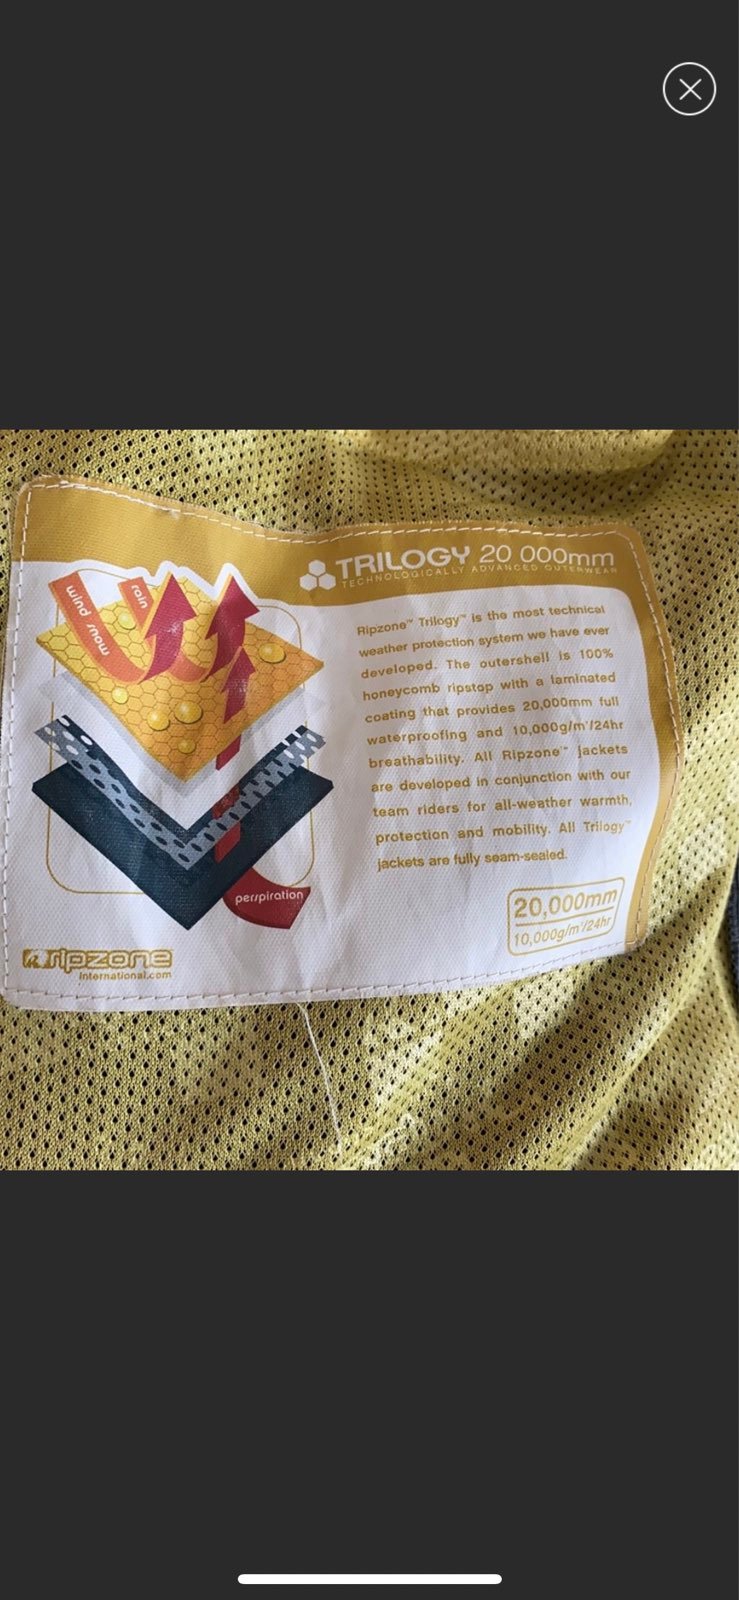 TRILOGY 20 000mm
TECHNOLOGICALLY ADVANCED OUTERWEAR
wind snow
rain
Ripzone™ Trilogy™ is the most technical
weather protection system we have ever
developed. The outershell is 100%
honeycomb ripstop with a laminated
coating that provides 20,000mm full
waterproofing and 10,000g/m²/24hr
breathability. All Ripzone™ jackets
are developed in conjunction with our
team riders for all-weather warmth,
protection and mobility. All Trilogy™
jackets are fully seam-sealed.
perspiration
20,000mm
10,000g/m²/24hr
ripzone
international.com